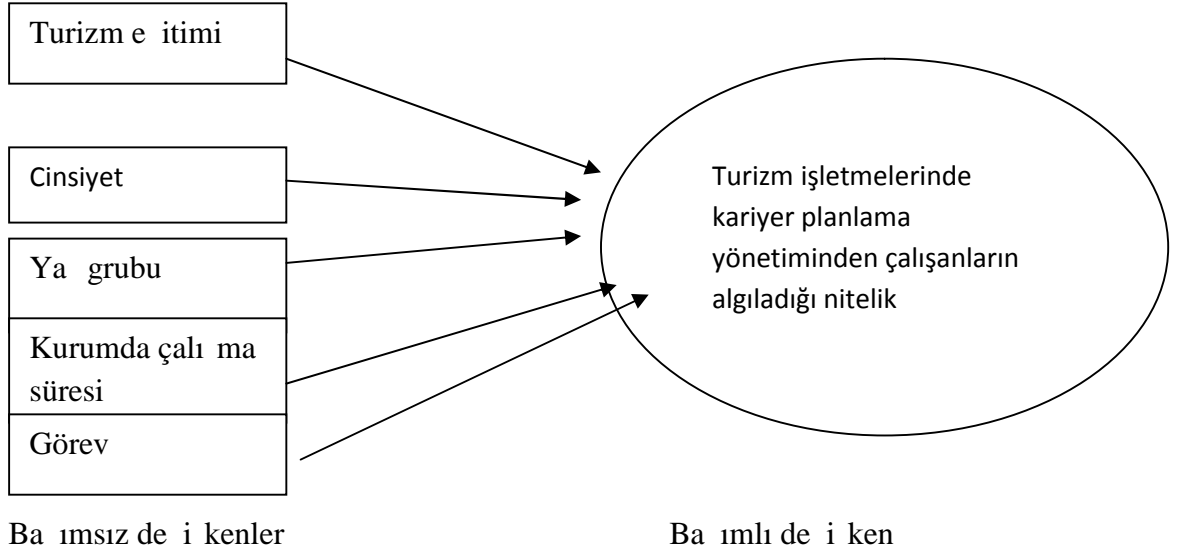 Turizm e itimi
Cinsiyet
Ya grubu
Kurumda çalı ma
süresi
Görev
Turizm işletmelerinde
kariyer planlama
yönetiminden çalışanların
algıladığı nitelik
Ba ımsız de i kenler
Ba ımlı de i ken